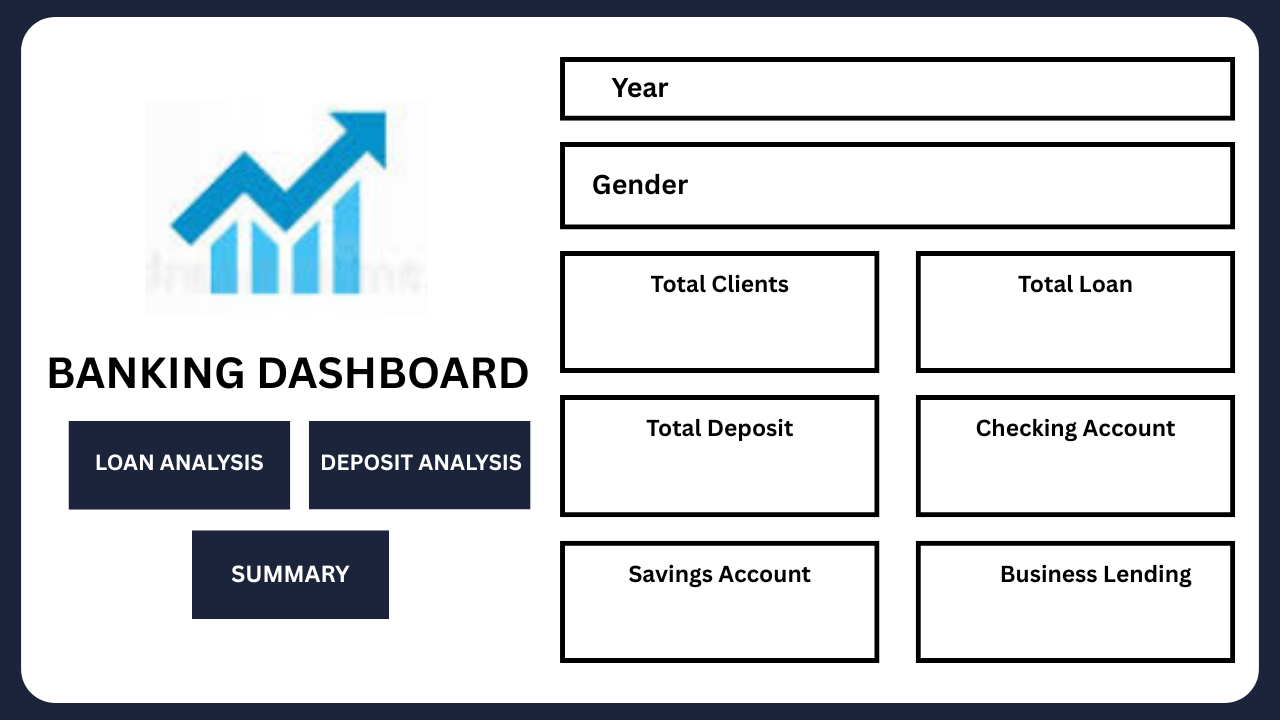 BANKING DASHBOARD
LOAN ANALYSIS
DEPOSIT ANALYSIS
SUMMARY
Year
Gender
Total Clients
Total Loan
Total Deposit
Checking Account
Savings Account
Business Lending